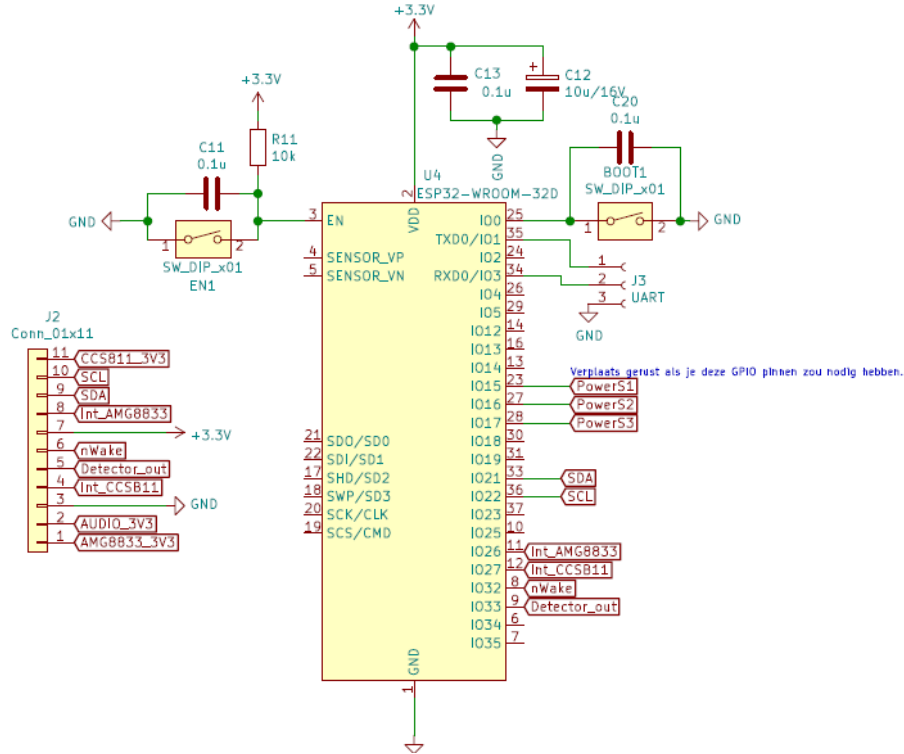 +3.3V
C13
0.1u
C12
10u/16V
C20
0.1u
+3.3V
R11
10k
C11
0.1u
GND
GND
1 2
SW_DIP_x01
EN1
U4
ESP32-WROOM-32D
2
VDD
BOOT1
SW_DIP_x01
1 2
GND
3 EN
4 SENSOR_VP
5 SENSOR_VN
21 SDO/SD0
22 SDI/SD1
17 SHD/SD2
18 SWP/SD3
20 SCK/CLK
19 SCS/CMD
IO0 25
TXD0/IO1 35
IO2 24
RXD0/IO3 34
IO4 26
IO5 29
IO12 14
IO13 16
IO14 13
IO15 23 PowerS1
IO16 27 PowerS2
IO17 28 PowerS3
IO18 30
IO19 31
IO21 33 SDA
IO22 36 SCL
IO23 37
IO25 10
IO26 11 Int_AMG8833
IO27 12 Int_CCSB11
IO32 8 nWake
IO33 9 Detector_out
IO34 6
IO35 7
GND
1
1
2
3
J3
UART
GND
Verplaats gerust als je deze GPIO pinnen zou nodig hebben.
J2
Conn_01x11
11 CCS811_3V3
10 SCL
9 SDA
8 Int_AMG8833
7 +3.3V
6 nWake
5 Detector_out
4 Int_CCSB11
3 GND
2 AUDIO_3V3
1 AMG8833_3V3